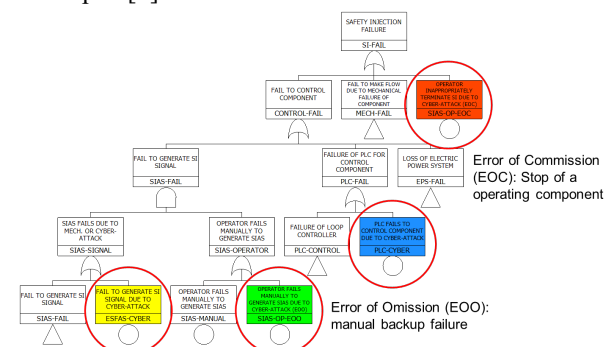 SAFETY INJECTION
FAILURE
SI-FAIL
FAIL TO CONTROL
COMPONENT
CONTROL-FAIL
FAIL TO MAKE FLOW
DUE TO MECHANICAL
FAILURE OF
COMPONENT
MECH-FAIL
OPERATOR
INAPPROPRIATELY
TERMINATE SI DUE TO
CYBER-ATTACK (EOC)
SIAS-OP-EOC
FAIL TO GENERATE SI
SIGNAL
SIAS-FAIL
FAILURE OF PLC FOR
CONTROL
COMPONENT
PLC-FAIL
LOSS OF ELECTRIC
POWER SYSTEM
EPS-FAIL
Error of Commission
(EOC): Stop of a
operating component
SIAS FAILS DUE TO
MECH. OR CYBER-
ATTACK
SIAS-SIGNAL
OPERATOR FAILS
MANUALLY TO
GENERATE SIAS
SIAS-OPERATOR
FAILURE OF LOOP
CONTROLLER
PLC-CONTROL
PLC FAILS TO
CONTROL COMPONENT
DUE TO CYBER-ATTACK
PLC-CYBER
FAIL TO GENERATE SI
SIGNAL
SIAS-FAIL
FAIL TO GENERATE SI
SIGNAL DUE TO
CYBER-ATTACK
ESFAS-CYBER
OPERATOR FAILS
MANUALLY TO
GENERATE SIAS
SIAS-MANUAL
OPERATOR FAILS
MANUALLY TO
GENERATE SIAS DUE TO
CYBER-ATTACK (EOO)
SIAS-OP-EOO
Error of Omission (EOO):
manual backup failure